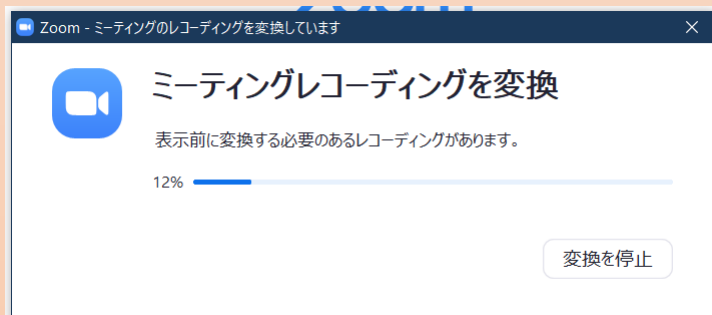 Zoom
Zoom - ミーティングのレコーディングを変換しています
ミーティングレコーディングを変換
表示前に変換する必要のあるレコーディングがあります。
12%
変換を停止